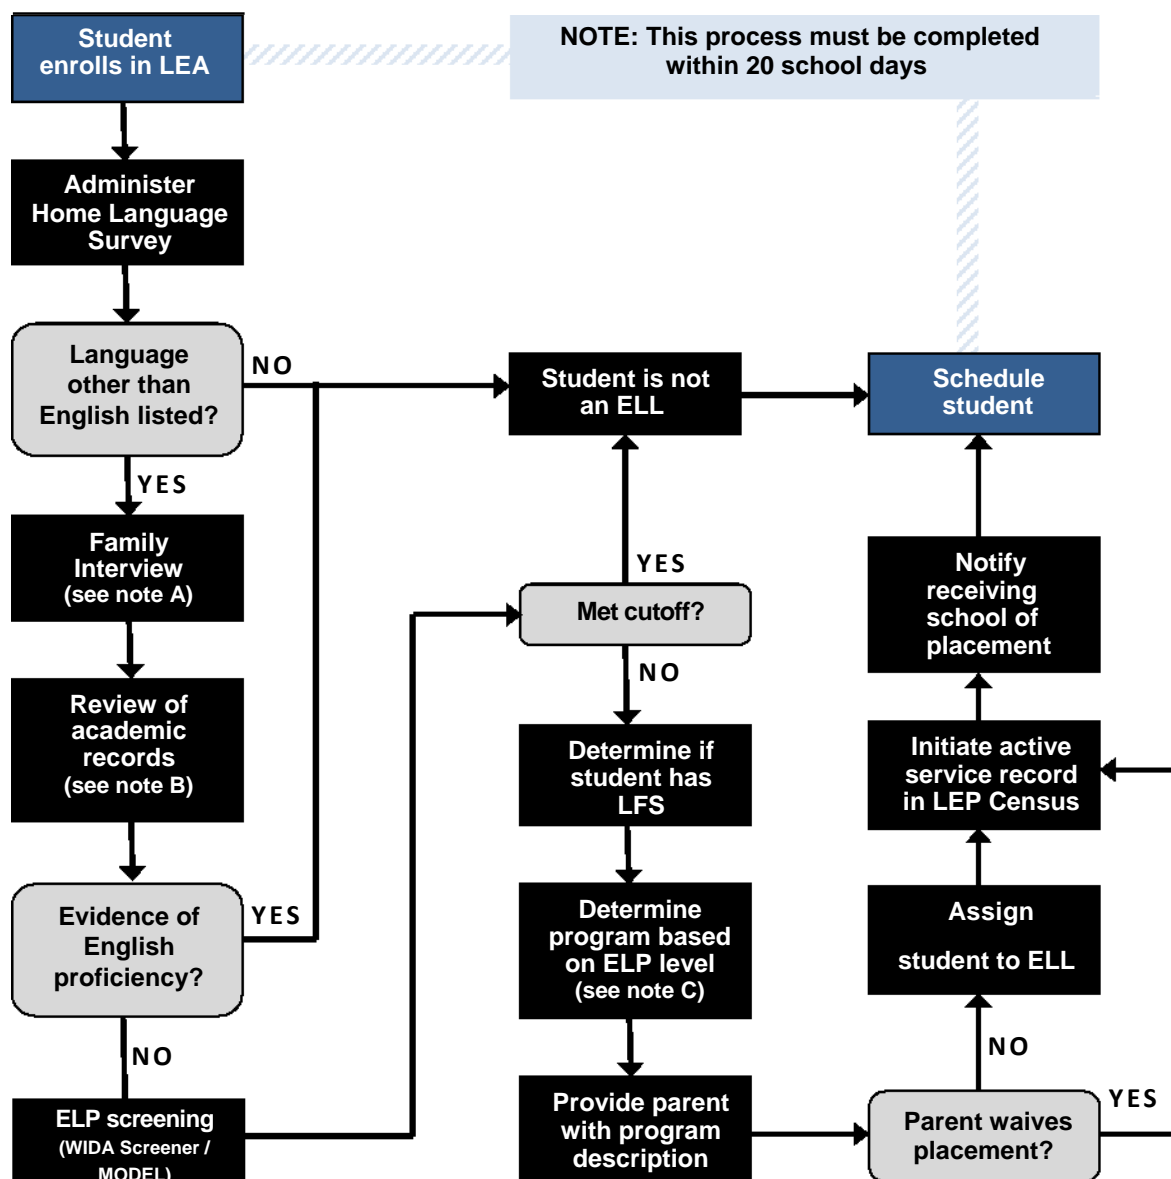 Student
enrolls in LEA
NOTE: This process must be completed
within 20 school days
Administer
Home Language
Survey
Language
other than
English listed?
NO
YES
Student is not
an ELL
Schedule
student
Family
Interview
(see note A)
YES
Met cutoff?
NO
Notify
receiving
school of
placement
Review of
academic
records
(see note B)
Determine if
student has
LFS
Initiate active
service record
in LEP Census
Evidence of
English
proficiency?
YES
NO
Determine
program based
on ELP level
(see note C)
Assign
student to ELL
NO
ELP screening
(WIDA Screener /
MODEL)
Provide parent
with program
description
Parent waives
placement?
YES